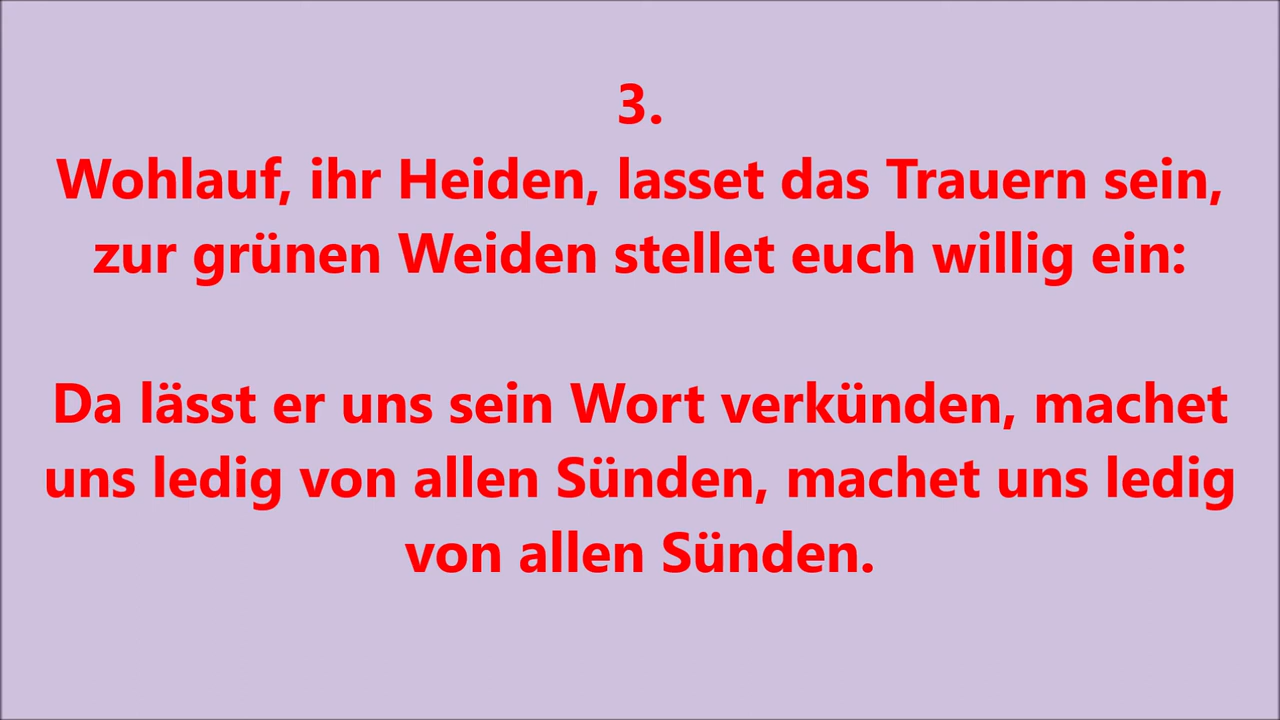 3.
Wohlauf, ihr Heiden, lasset das Trauern sein,
zur grünen Weiden stellet euch willig ein:
Da lässt er uns sein Wort verkünden, machet
uns ledig von allen Sünden, machet uns ledig
von allen Sünden.